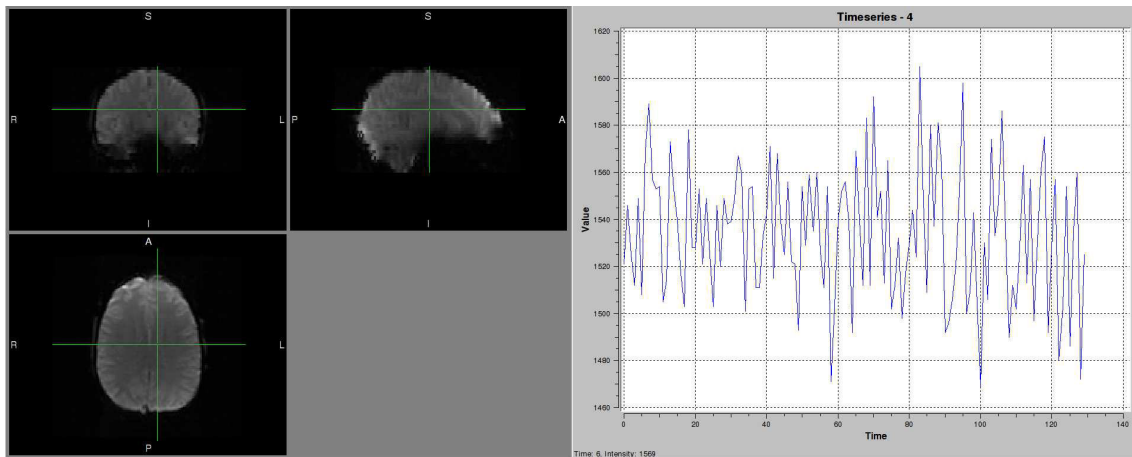 S
R
L
I
S
P
A
I
A
R
L
P
Timeseries - 4
1620
1600
1580
1560
1540
1520
1500
1480
1460
Value
0
20
40
60
80
100
120
140
Time
Time: 6, Intensity: 1569